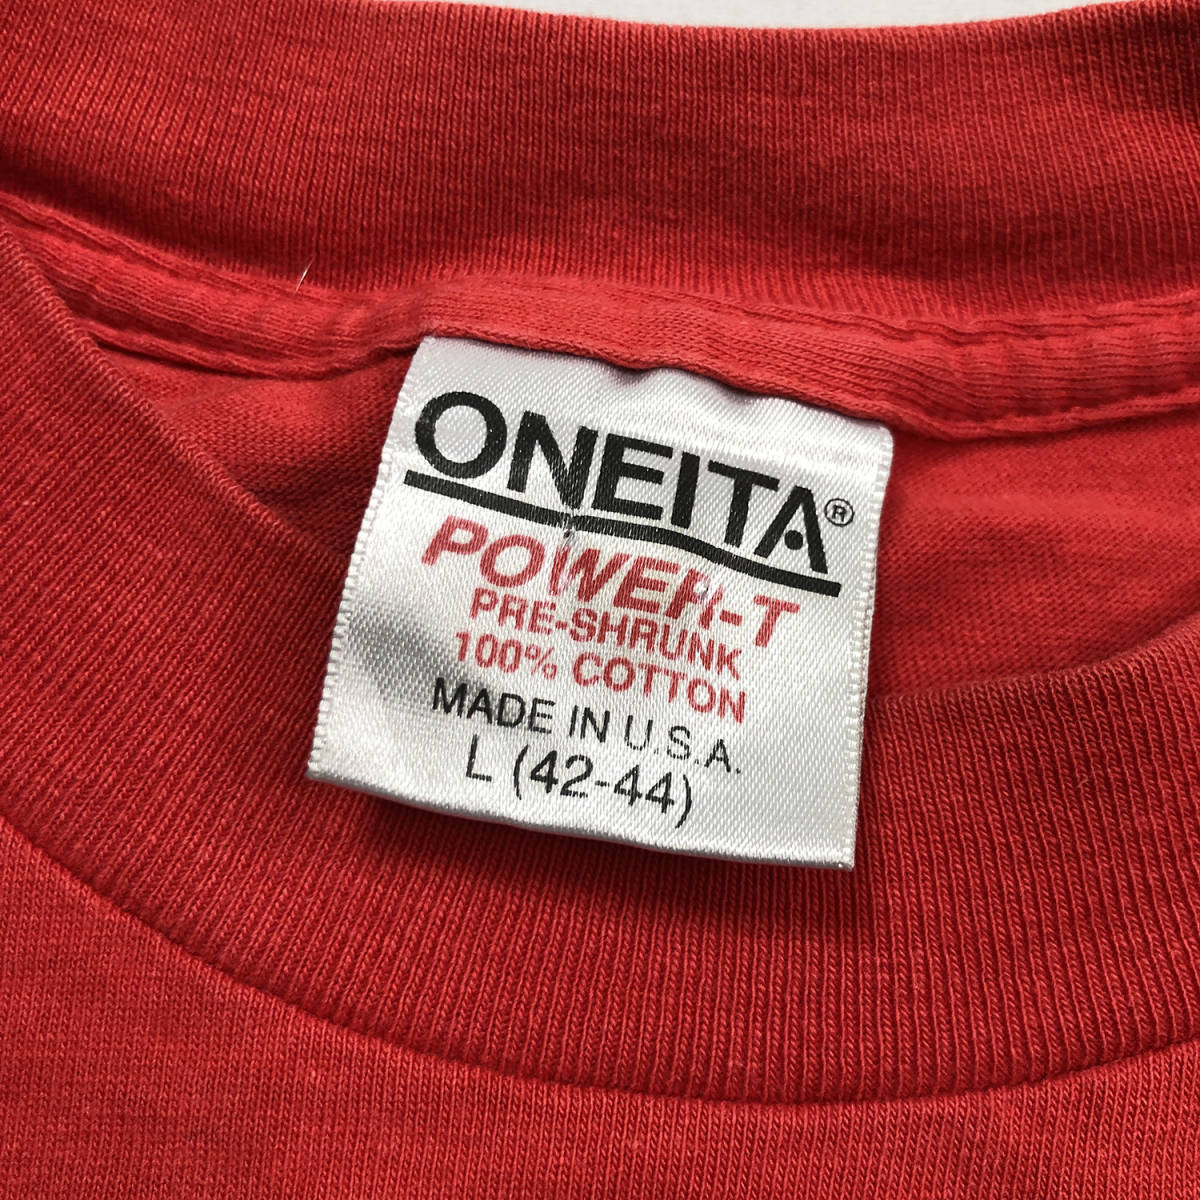 ONEITA®
POWER-T
PRE-SHRUNK
100% COTTON
MADE IN U.S.A.
L (42-44)